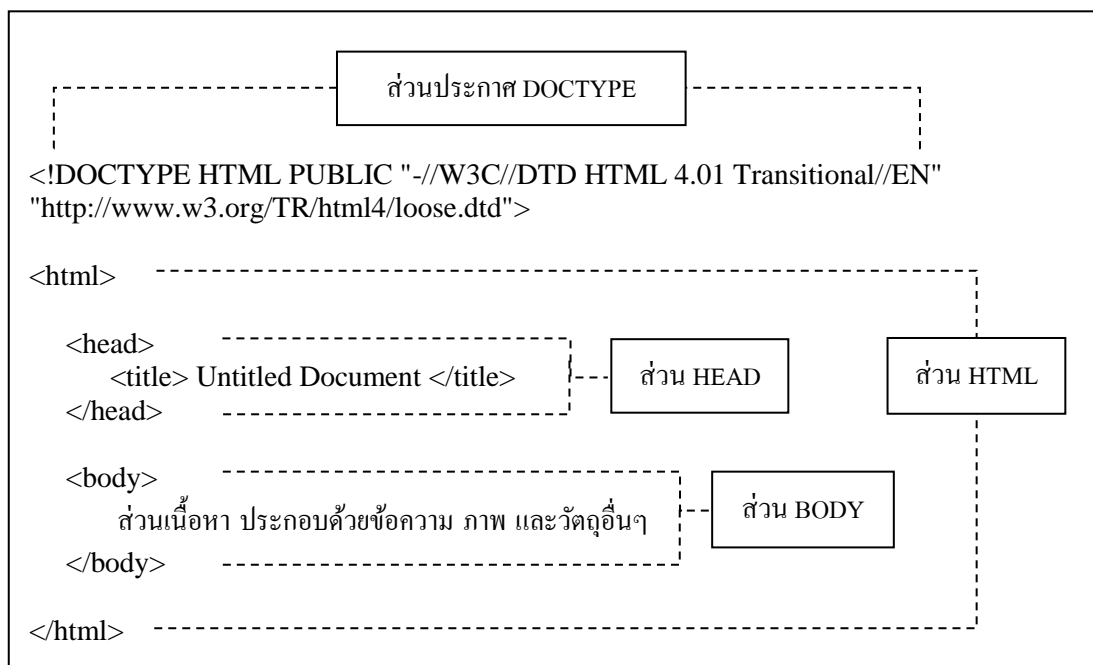 ส่วนประกาศ DOCTYPE
<!DOCTYPE HTML PUBLIC "-//W3C//DTD HTML 4.01 Transitional//EN"
"http://www.w3.org/TR/html4/loose.dtd">
<html>
<head>
<title> Untitled Document </title>
</head>
ส่วน HEAD
ส่วน HTML
<body>
ส่วนเนื้อหา ประกอบด้วยข้อความ ภาพ และวัตถุอื่นๆ
</body>
ส่วน BODY
</html>